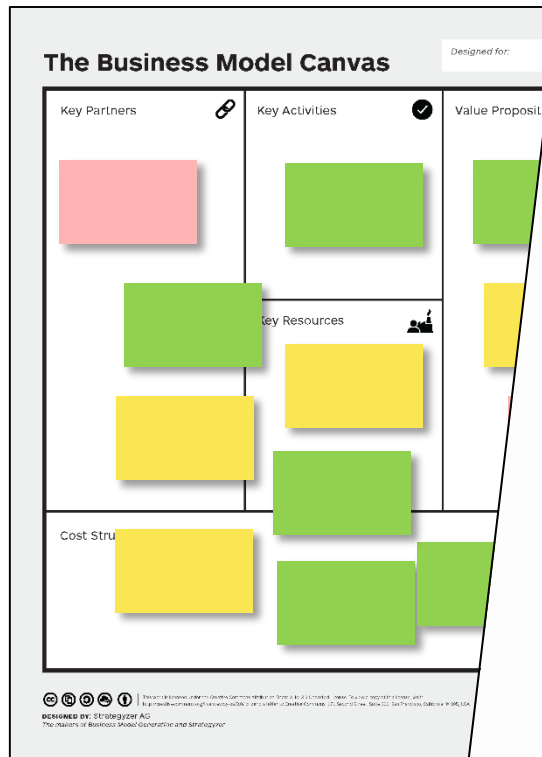 The Business Model Canvas
Designed for:
Key Partners
Key Activities
Value Proposit
Key Resources
Cost Stru
DESIGNED BY: Strategyzer AG
The makers of Business Model Generation and Strategyzer